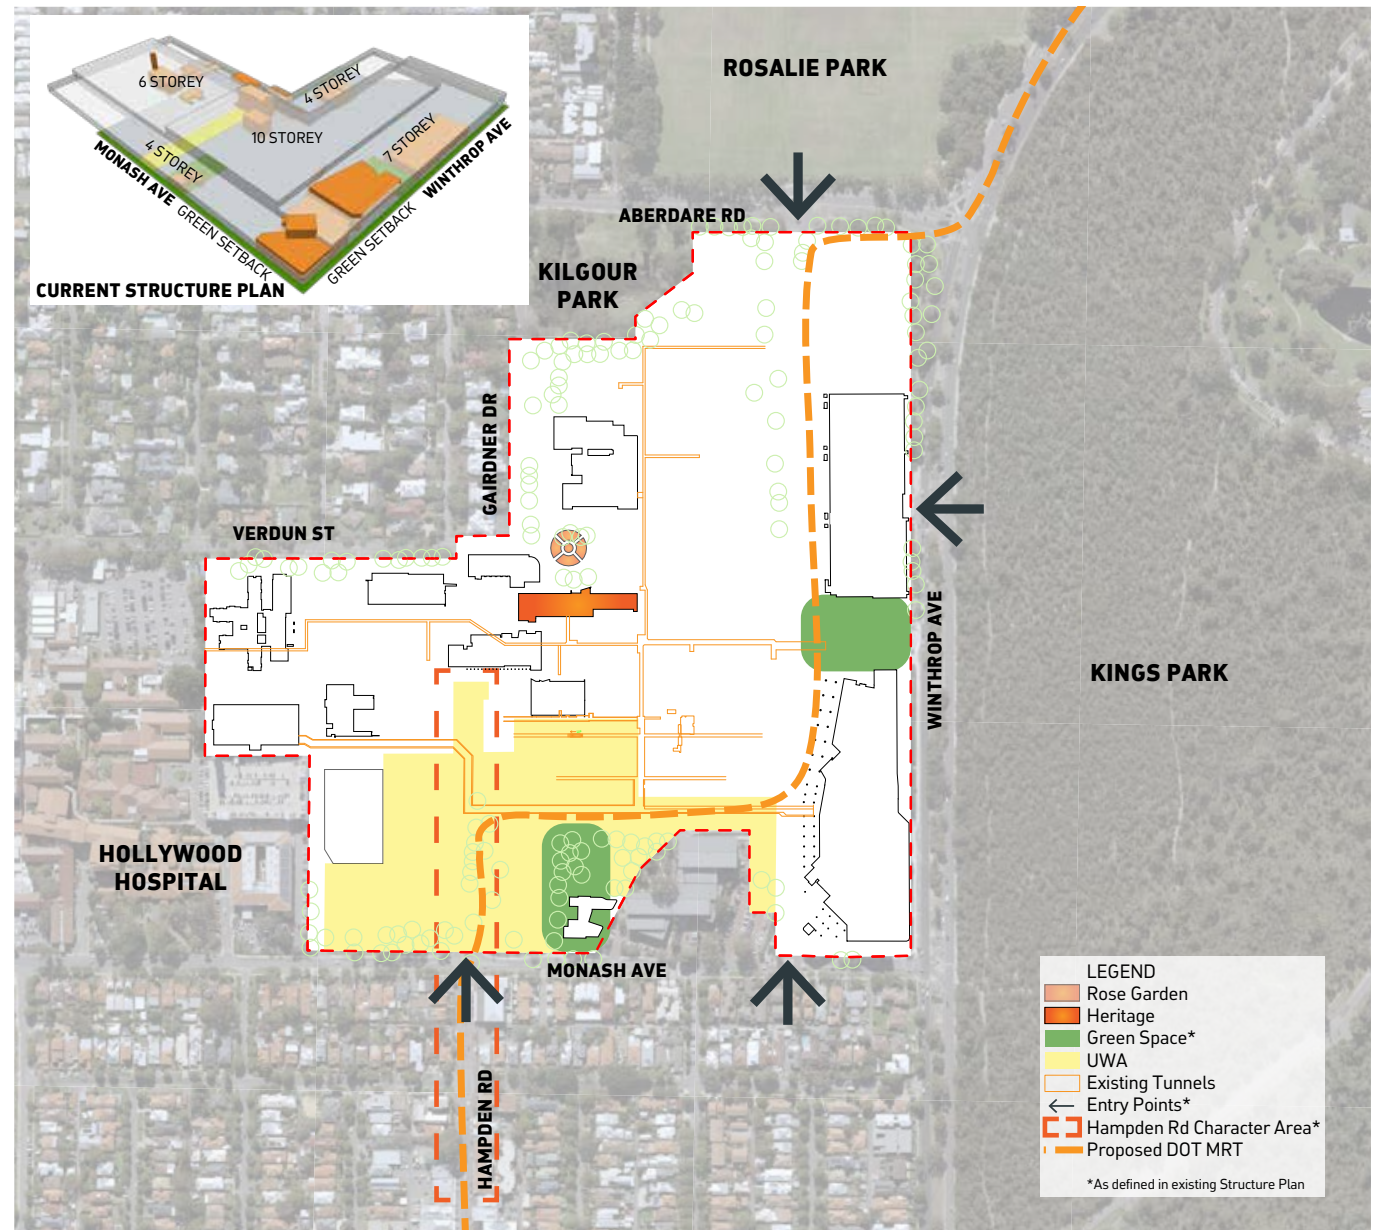 6 STOREY
4 STOREY
10 STOREY
7 STOREY
4 STOREY
MONASH AVE
WINTHROP AVE
GREEN SETBACK
GREEN SETBACK
CURRENT STRUCTURE PLAN
ROSALIE PARK
ABERDARE RD
KILGOUR
PARK
GAIRDNER DR
VERDUN ST
WINTHROP AVE
KINGS PARK
HOLLYWOOD
HOSPITAL
MONASH AVE
HAMPDEN RD
LEGEND
Rose Garden
Heritage
Green Space*
UWA
Existing Tunnels
Entry Points*
Hampden Rd Character Area*
Proposed DOT MRT
*As defined in existing Structure Plan